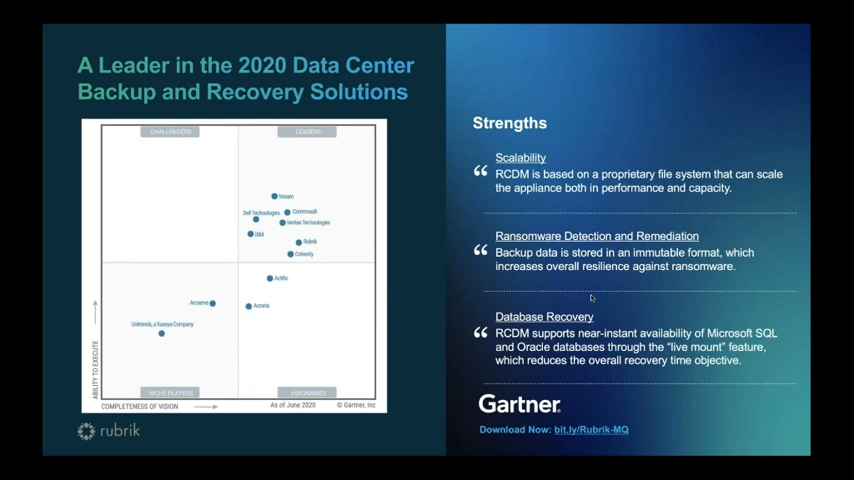 A Leader in the 2020 Data Center
Backup and Recovery Solutions
CHALLENGERS
LEADERS
Veeam
Dell Technologies
Commvault
Veritas Technologies
IBM
Rubrik
Cohesity
Actifio
Arcserve
Acronis
Unitrends, a Kaseya Company
ABILITY TO EXECUTE
NICHE PLAYERS
VISIONARIES
COMPLETENESS OF VISION
As of June 2020
© Gartner, Inc
rubrik
Strengths
Scalability
“ RCDM is based on a proprietary file system that can scale
the appliance both in performance and capacity.
Ransomware Detection and Remediation
“ Backup data is stored in an immutable format, which
increases overall resilience against ransomware.
Database Recovery
“ RCDM supports near-instant availability of Microsoft SQL
and Oracle databases through the “live mount” feature,
which reduces the overall recovery time objective.
Gartner.
Download Now: bit.ly/Rubrik-MQ